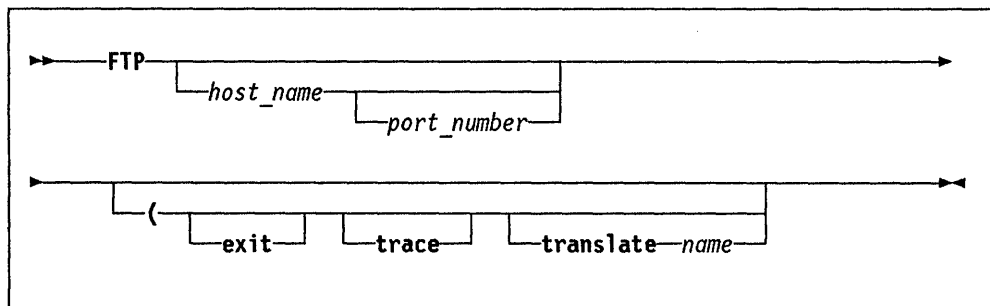 FTP
host_name
port_number
(
exit trace translate name